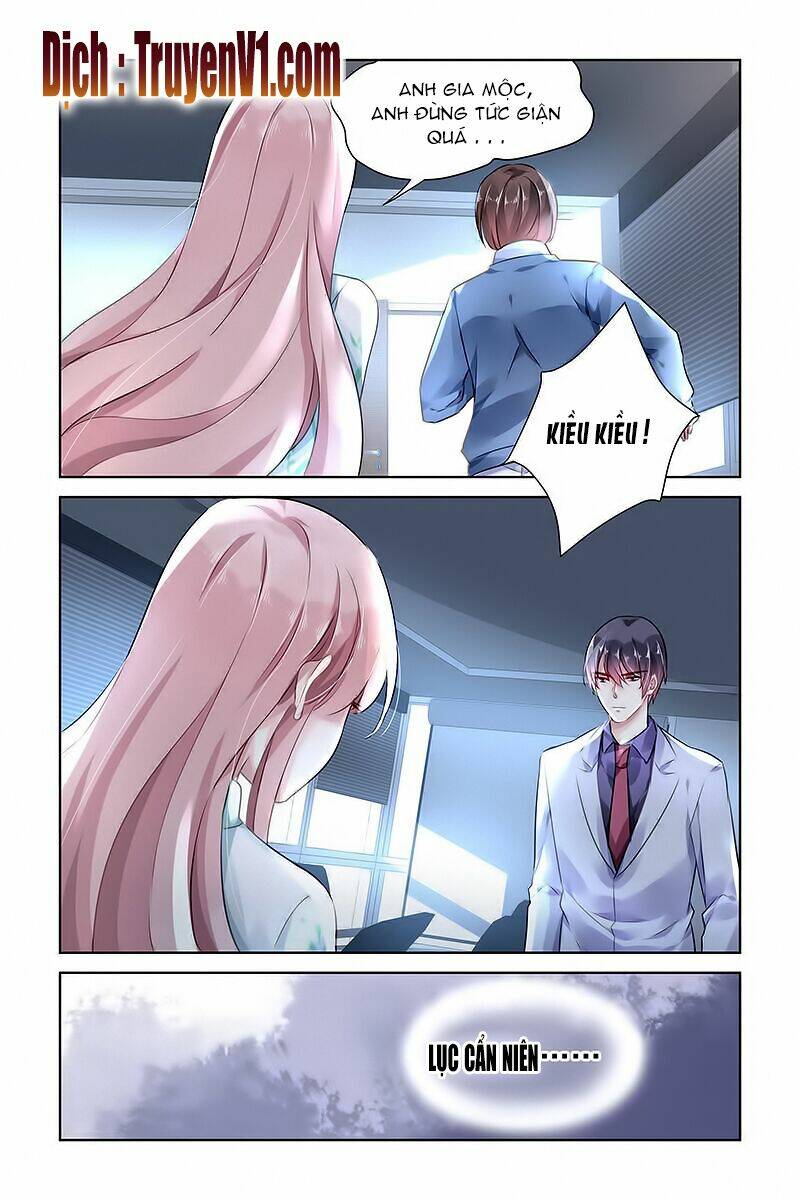 Dịch : TruyenV1.com
ANH GIA MỘC,
ANH ĐỪNG TỨC GIẬN
QUÁ . . .
KIỀU KIỀU !
LỤC CẨN NIÊN······